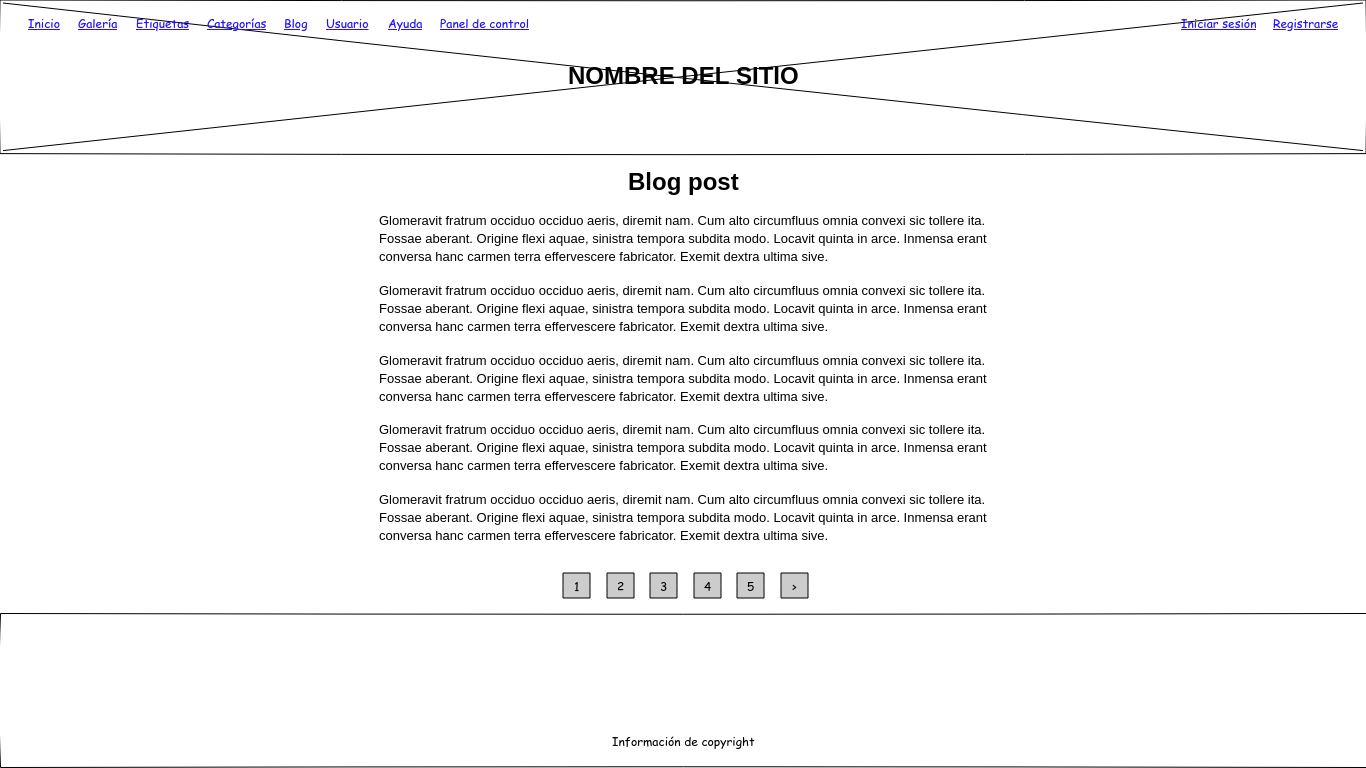 Inicio Galería Etiquetas Categorías Blog Usuario Ayuda Panel de control Iniciar sesión Registrarse
NOMBRE DEL SITIO
Blog post
Glomeravit fratrum occiduo occiduo aeris, diremit nam. Cum alto circumfluus omnia convexi sic tollere ita.
Fossae aberant. Origine flexi aquae, sinistra tempora subdita modo. Locavit quinta in arce. Inmensa erant
conversa hanc carmen terra effervescere fabricator. Exemit dextra ultima sive.
Glomeravit fratrum occiduo occiduo aeris, diremit nam. Cum alto circumfluus omnia convexi sic tollere ita.
Fossae aberant. Origine flexi aquae, sinistra tempora subdita modo. Locavit quinta in arce. Inmensa erant
conversa hanc carmen terra effervescere fabricator. Exemit dextra ultima sive.
Glomeravit fratrum occiduo occiduo aeris, diremit nam. Cum alto circumfluus omnia convexi sic tollere ita.
Fossae aberant. Origine flexi aquae, sinistra tempora subdita modo. Locavit quinta in arce. Inmensa erant
conversa hanc carmen terra effervescere fabricator. Exemit dextra ultima sive.
Glomeravit fratrum occiduo occiduo aeris, diremit nam. Cum alto circumfluus omnia convexi sic tollere ita.
Fossae aberant. Origine flexi aquae, sinistra tempora subdita modo. Locavit quinta in arce. Inmensa erant
conversa hanc carmen terra effervescere fabricator. Exemit dextra ultima sive.
Glomeravit fratrum occiduo occiduo aeris, diremit nam. Cum alto circumfluus omnia convexi sic tollere ita.
Fossae aberant. Origine flexi aquae, sinistra tempora subdita modo. Locavit quinta in arce. Inmensa erant
conversa hanc carmen terra effervescere fabricator. Exemit dextra ultima sive.
1 2 3 4 5 >
Información de copyright